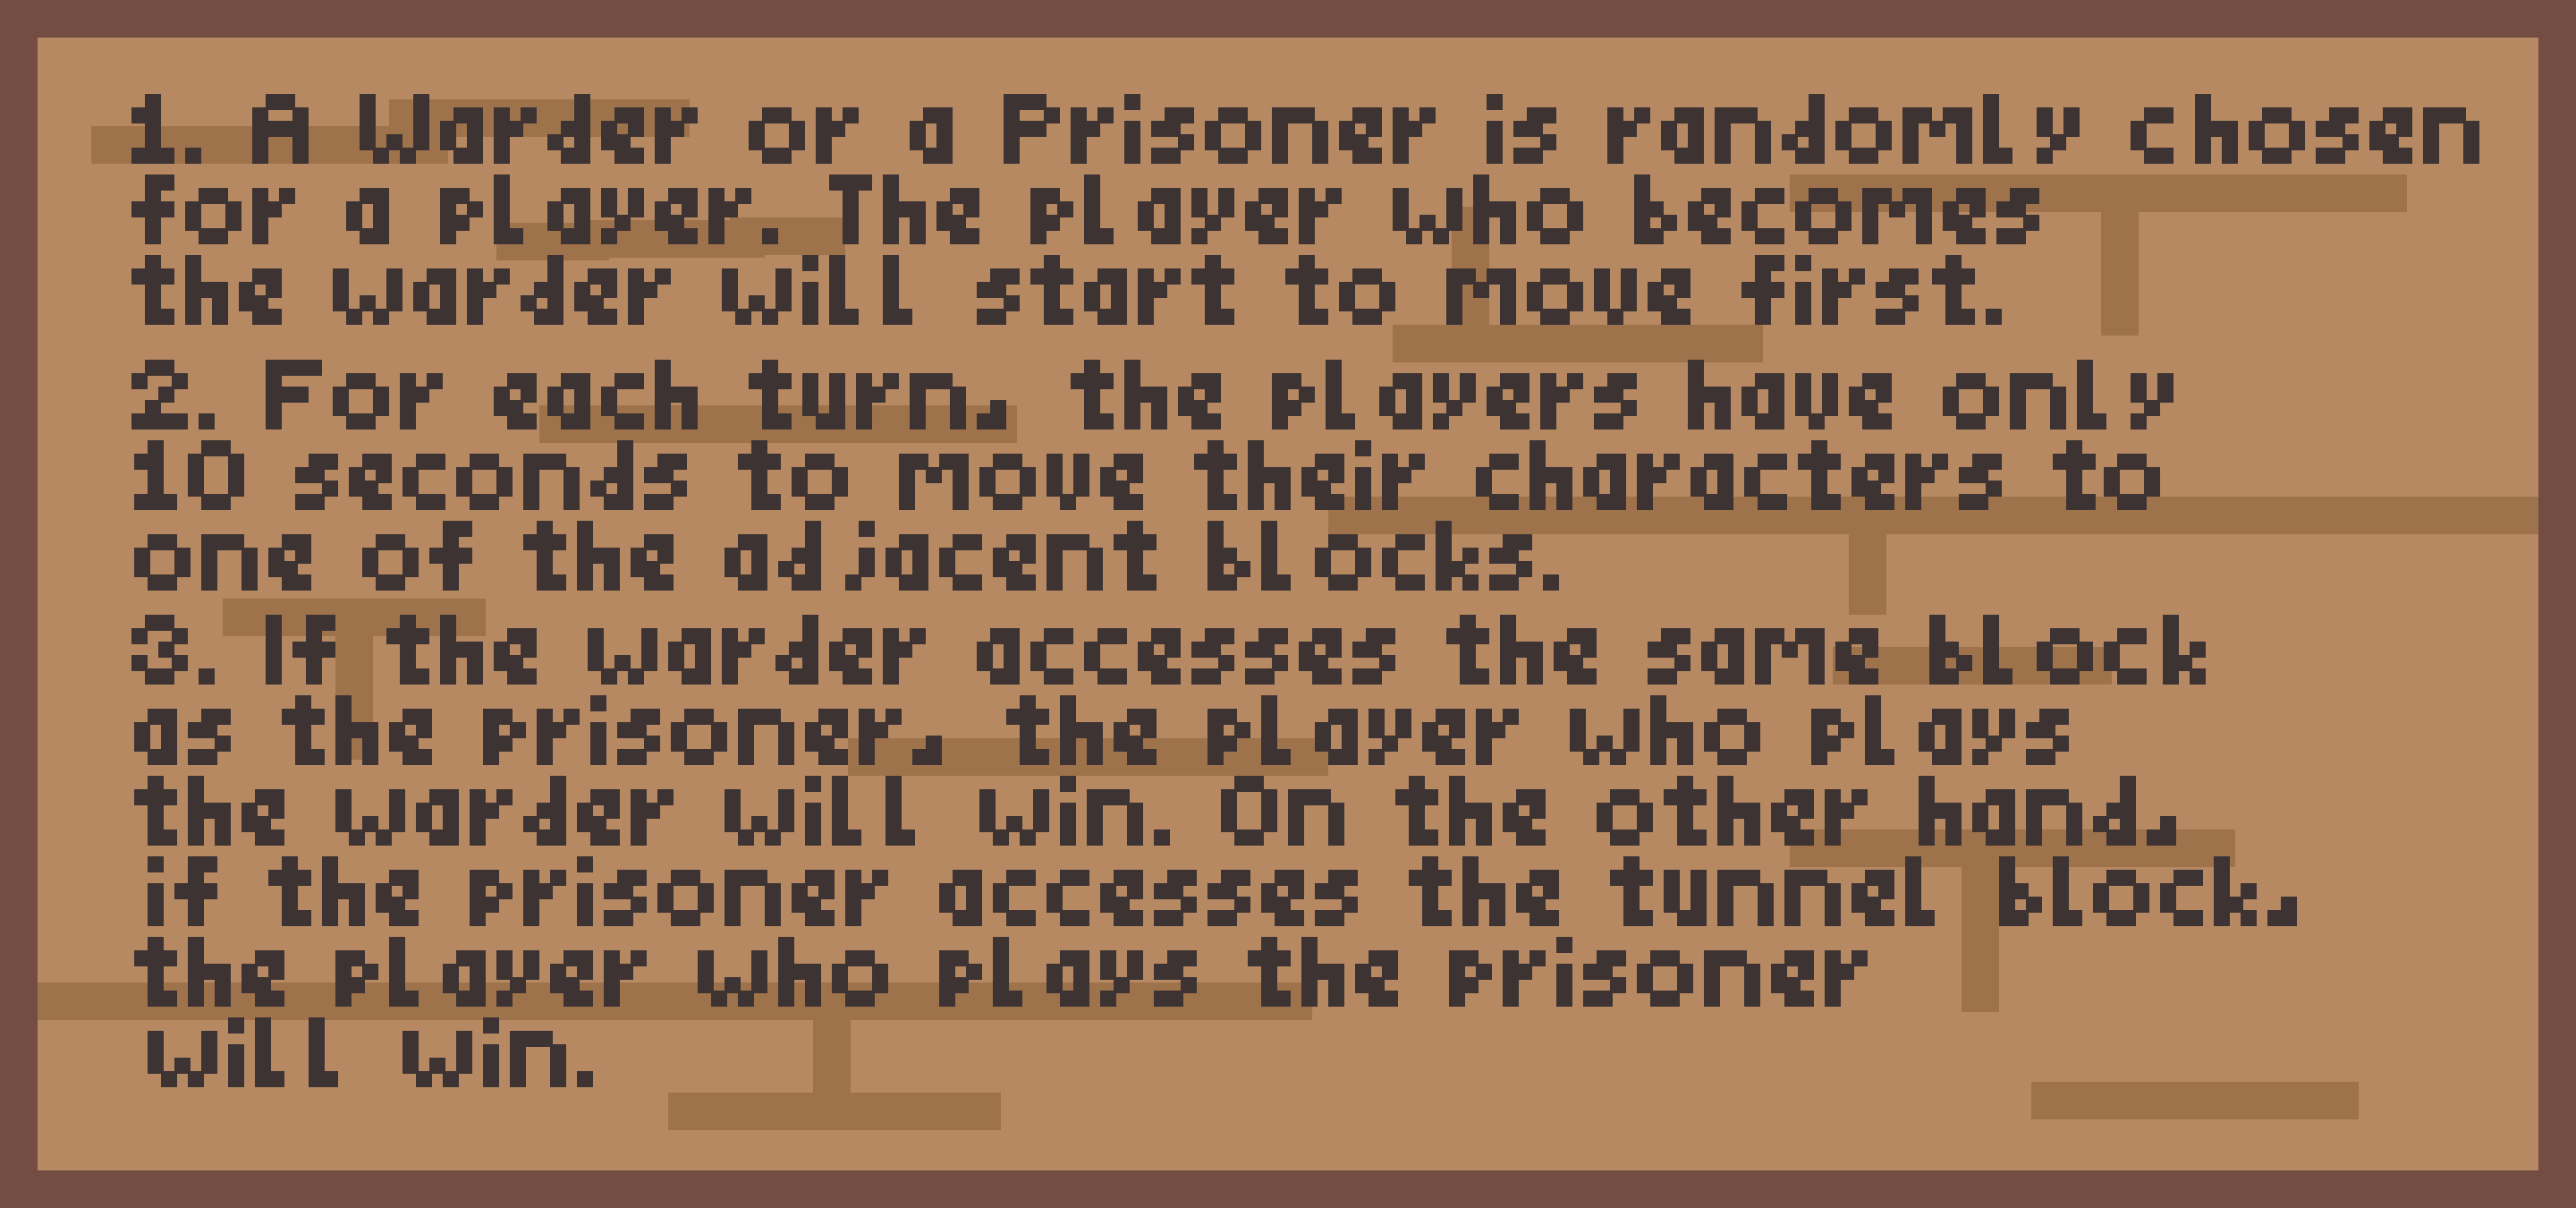 1. A Warder or a Prisoner is randomly chosen
for a player. The player who becomes
the warder will start to move first.
2. For each turn, the players have only
10 seconds to move their characters to
one of the adjacent blocks.
3. If the warder accesses the same block
as the prisoner, the player who plays
the warder will win. On the other hand,
if the prisoner accesses the tunnel block,
the player who plays the prisoner
will win.